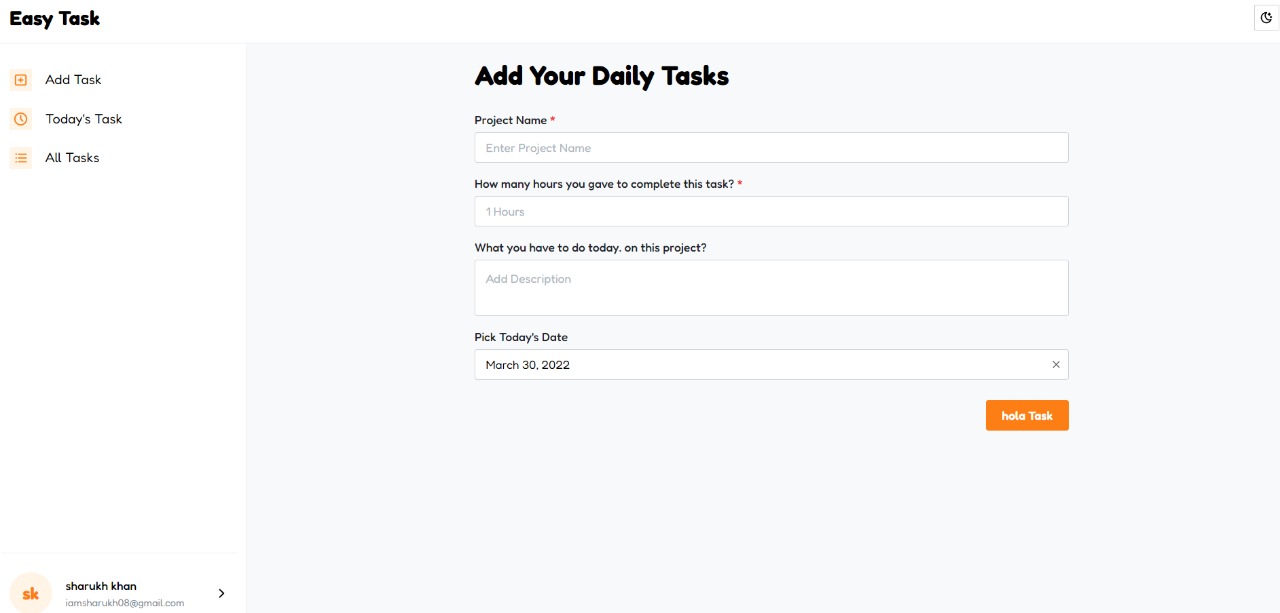 Easy Task
Add Task
Today's Task
All Tasks
Add Your Daily Tasks
Project Name *
Enter Project Name
How many hours you gave to complete this task? *
1 Hours
What you have to do today. on this project?
Add Description
Pick Today's Date
March 30, 2022
hola Task
sk
sharukh khan
iamsharukh08@gmail.com